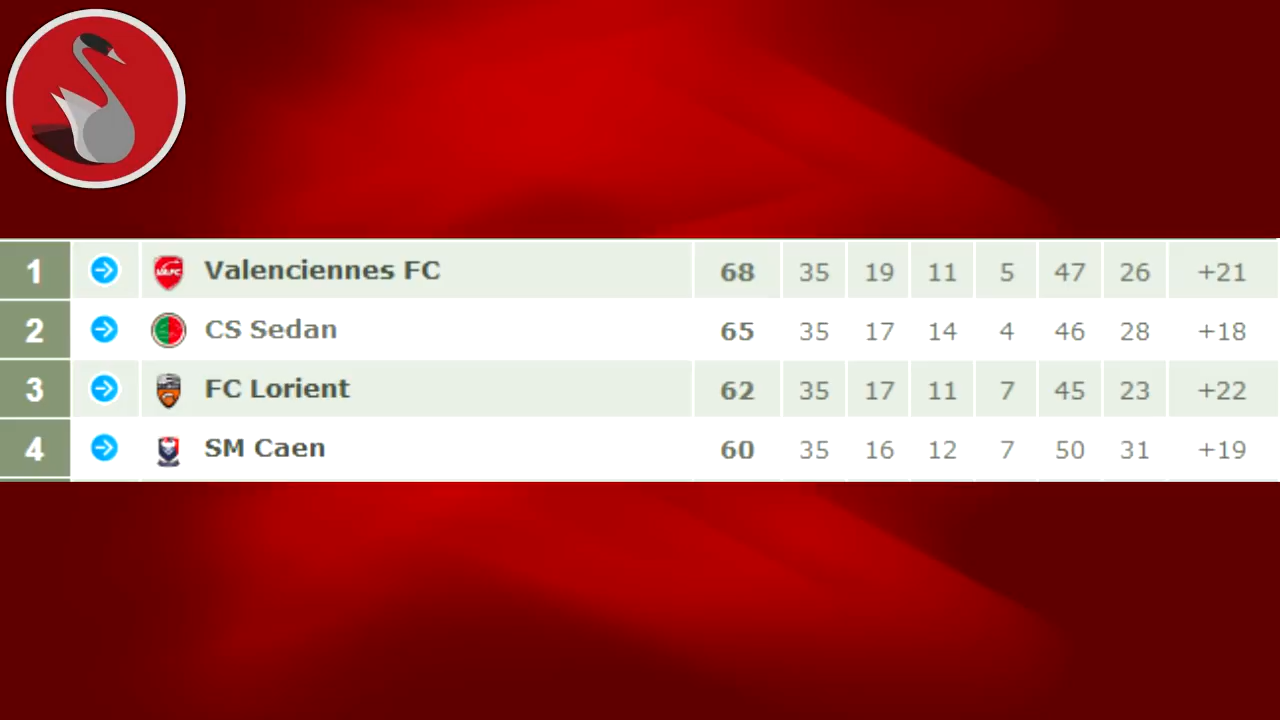 1 VAFC Valenciennes FC 68 35 19 11 5 47 26 +21
2 CS Sedan 65 35 17 14 4 46 28 +18
3 FC Lorient 62 35 17 11 7 45 23 +22
4 SM Caen 60 35 16 12 7 50 31 +19